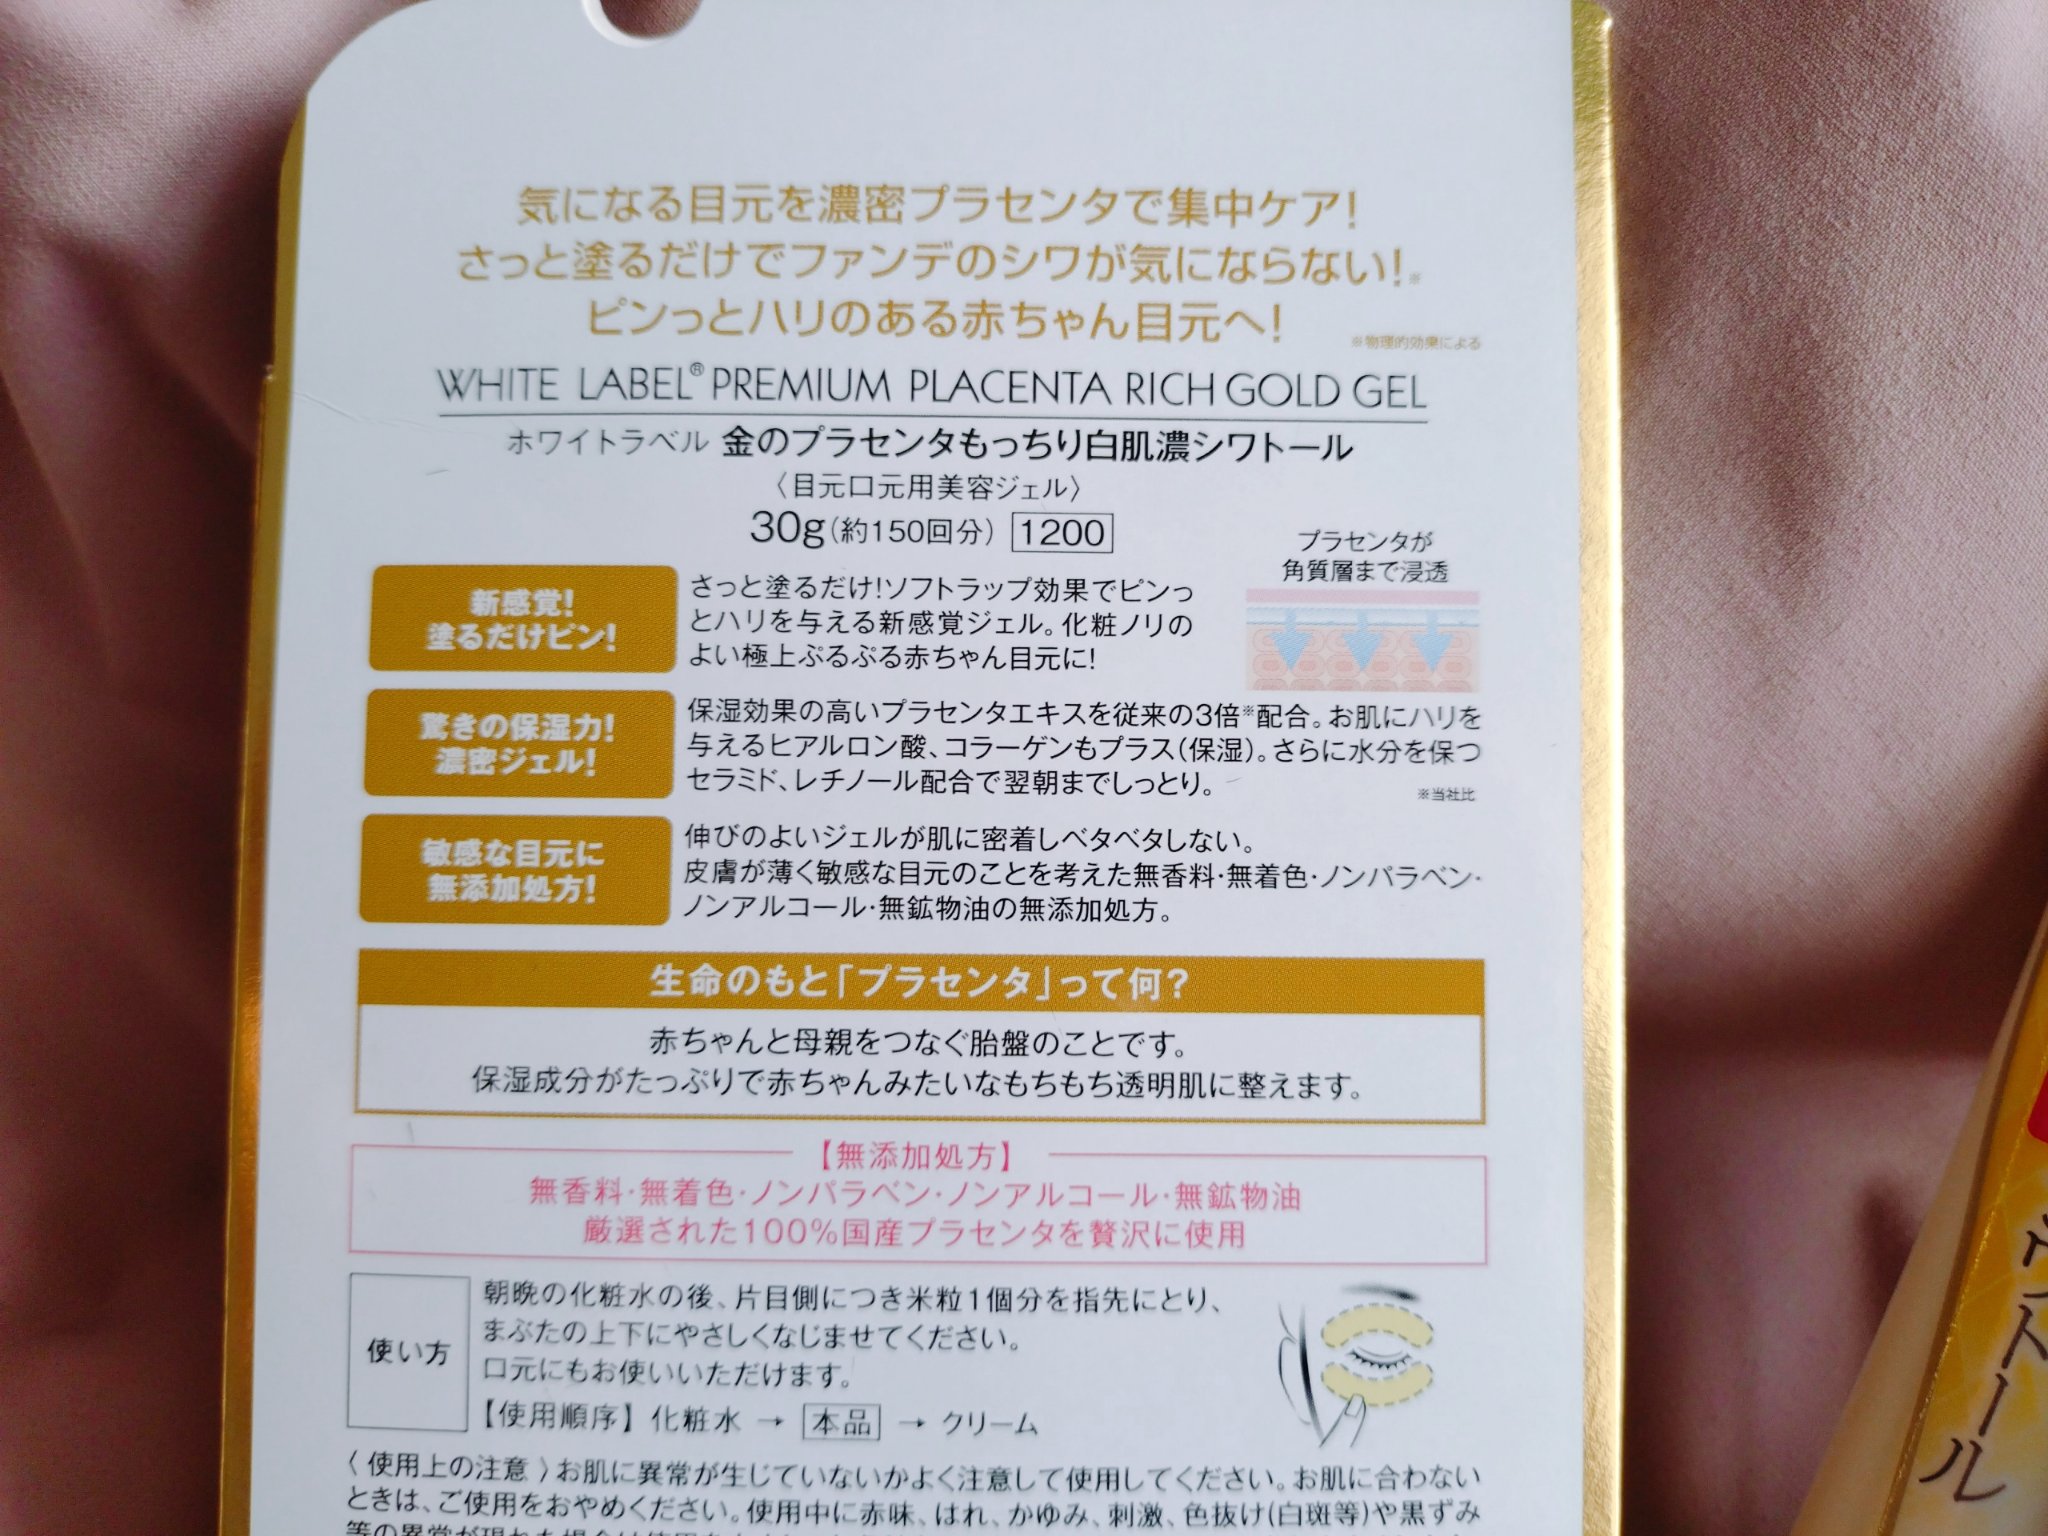 気になる目元を濃密プラセンタで集中ケア!
さっと塗るだけでファンデのシワが気にならない!※
ピンっとハリのある赤ちゃん目元へ!
※物理的効果による
WHITE LABEL® PREMIUM PLACENTA RICH GOLD GEL
ホワイトラベル 金のプラセンタもっちり白肌濃シワトール
〈目元口元用美容ジェル〉
30g(約150回分) 1200
プラセンタが
角質層まで浸透
新感覚!
塗るだけピン!
さっと塗るだけ!ソフトラップ効果でピンっ
とハリを与える新感覚ジェル。化粧ノリの
よい極上ぷるぷる赤ちゃん目元に!
驚きの保湿力!
濃密ジェル!
保湿効果の高いプラセンタエキスを従来の3倍※配合。お肌にハリを
与えるヒアルロン酸、コラーゲンもプラス(保湿)。さらに水分を保つ
セラミド、レチノール配合で翌朝までしっとり。
※当社比
敏感な目元に
無添加処方!
伸びのよいジェルが肌に密着しベタベタしない。
皮膚が薄く敏感な目元のことを考えた無香料・無着色・ノンパラベン・
ノンアルコール・無鉱物油の無添加処方。
生命のもと「プラセンタ」って何?
赤ちゃんと母親をつなぐ胎盤のことです。
保湿成分がたっぷりで赤ちゃんみたいなもちもち透明肌に整えます。
【無添加処方】
無香料・無着色・ノンパラベン・ノンアルコール・無鉱物油
厳選された100%国産プラセンタを贅沢に使用
使い方
朝晩の化粧水の後、片目側につき米粒1個分を指先にとり、
まぶたの上下にやさしくなじませてください。
口元にもお使いいただけます。
【使用順序】化粧水 → 本品 → クリーム
〈使用上の注意〉お肌に異常が生じていないかよく注意して使用してください。お肌に合わない
ときは、ご使用をおやめください。使用中に赤味、はれ、かゆみ、刺激、色抜け(白斑等)や黒ずみ
トール